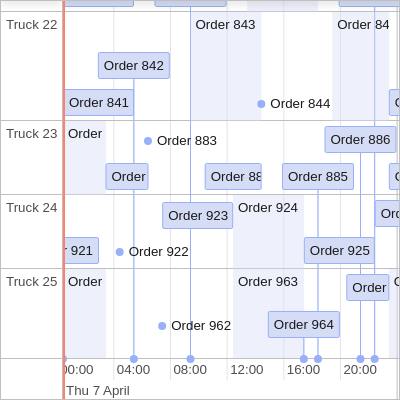 Truck 22
Order 843
Order 84
Order 842
Order 841
Order 844
Truck 23
Order
Order 883
Order 886
Order
Order 88
Order 885
Truck 24
Order 924
Order 923
921
Order 922
Order 925
Truck 25
Order
Order 963
Order
Order 962
Order 964
00:00
04:00
08:00
12:00
16:00
20:00
Thu 7 April